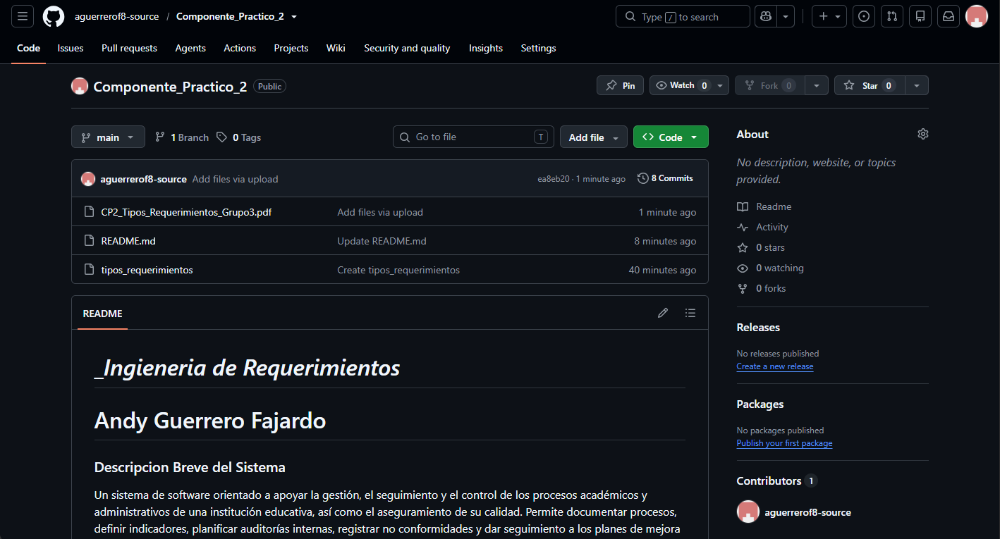 aguerrerof8-source / Componente_Practico_2
Type / to search
Code Issues Pull requests Agents Actions Projects Wiki Security and quality Insights Settings
Componente_Practico_2 Public
Pin Watch 0 Fork 0 Star 0
main 1 Branch 0 Tags Go to file T Add file Code
aguerrerof8-source Add files via upload ea8eb20 · 1 minute ago 8 Commits
CP2_Tipos_Requerimientos_Grupo3.pdf Add files via upload 1 minute ago
README.md Update README.md 8 minutes ago
tipos_requerimientos Create tipos_requerimientos 40 minutes ago
README
_Ingieneria de Requerimientos
Andy Guerrero Fajardo
Descripcion Breve del Sistema
Un sistema de software orientado a apoyar la gestión, el seguimiento y el control de los procesos académicos y
administrativos de una institución educativa, así como el aseguramiento de su calidad. Permite documentar procesos,
definir indicadores, planificar auditorías internas, registrar no conformidades y dar seguimiento a los planes de mejora
About
No description, website, or topics
provided.
Readme
Activity
0 stars
0 watching
0 forks
Releases
No releases published
Create a new release
Packages
No packages published
Publish your first package
Contributors 1
aguerrerof8-source